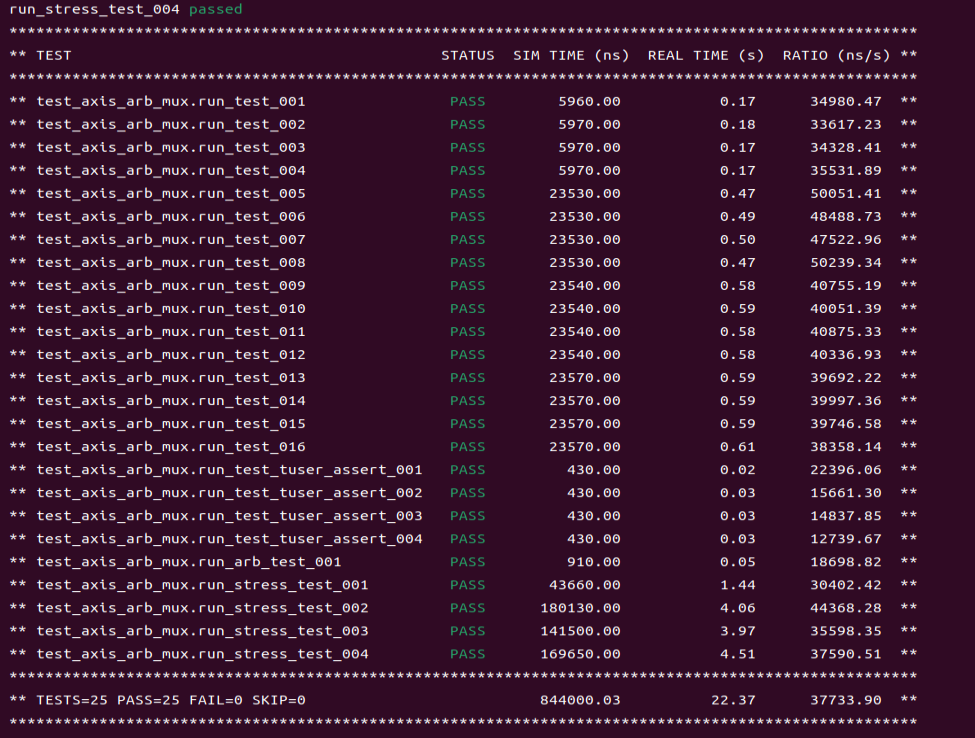 run_stress_test_004 passed
*****************************************************************************************************
** TEST STATUS SIM TIME (ns) REAL TIME (s) RATIO (ns/s) **
*****************************************************************************************************
** test_axis_arb_mux.run_test_001 PASS 5960.00 0.17 34980.47 **
** test_axis_arb_mux.run_test_002 PASS 5970.00 0.18 33617.23 **
** test_axis_arb_mux.run_test_003 PASS 5970.00 0.17 34328.41 **
** test_axis_arb_mux.run_test_004 PASS 5970.00 0.17 35531.89 **
** test_axis_arb_mux.run_test_005 PASS 23530.00 0.47 50051.41 **
** test_axis_arb_mux.run_test_006 PASS 23530.00 0.49 48488.73 **
** test_axis_arb_mux.run_test_007 PASS 23530.00 0.50 47522.96 **
** test_axis_arb_mux.run_test_008 PASS 23530.00 0.47 50239.34 **
** test_axis_arb_mux.run_test_009 PASS 23540.00 0.58 40755.19 **
** test_axis_arb_mux.run_test_010 PASS 23540.00 0.59 40051.39 **
** test_axis_arb_mux.run_test_011 PASS 23540.00 0.58 40875.33 **
** test_axis_arb_mux.run_test_012 PASS 23540.00 0.58 40336.93 **
** test_axis_arb_mux.run_test_013 PASS 23570.00 0.59 39692.22 **
** test_axis_arb_mux.run_test_014 PASS 23570.00 0.59 39997.36 **
** test_axis_arb_mux.run_test_015 PASS 23570.00 0.59 39746.58 **
** test_axis_arb_mux.run_test_016 PASS 23570.00 0.61 38358.14 **
** test_axis_arb_mux.run_test_tuser_assert_001 PASS 430.00 0.02 22396.06 **
** test_axis_arb_mux.run_test_tuser_assert_002 PASS 430.00 0.03 15661.30 **
** test_axis_arb_mux.run_test_tuser_assert_003 PASS 430.00 0.03 14837.85 **
** test_axis_arb_mux.run_test_tuser_assert_004 PASS 430.00 0.03 12739.67 **
** test_axis_arb_mux.run_arb_test_001 PASS 910.00 0.05 18698.82 **
** test_axis_arb_mux.run_stress_test_001 PASS 43660.00 1.44 30402.42 **
** test_axis_arb_mux.run_stress_test_002 PASS 180130.00 4.06 44368.28 **
** test_axis_arb_mux.run_stress_test_003 PASS 141500.00 3.97 35598.35 **
** test_axis_arb_mux.run_stress_test_004 PASS 169650.00 4.51 37590.51 **
*****************************************************************************************************
** TESTS=25 PASS=25 FAIL=0 SKIP=0 844000.03 22.37 37733.90 **
*****************************************************************************************************